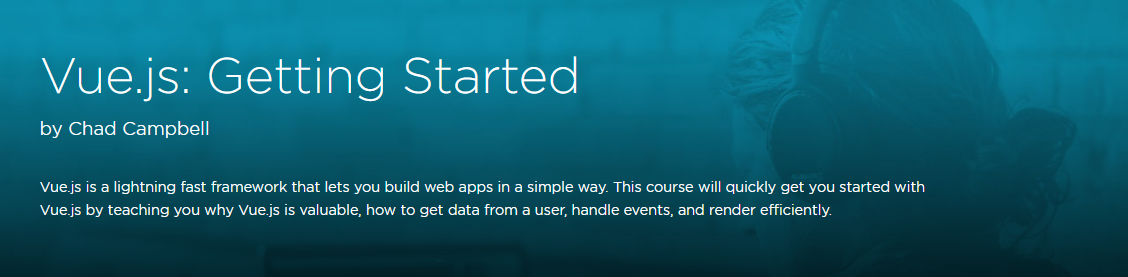 Vue.js: Getting Started
by Chad Campbell
Vue.js is a lightning fast framework that lets you build web apps in a simple way. This course will quickly get you started with
Vue.js by teaching you why Vue.js is valuable, how to get data from a user, handle events, and render efficiently.